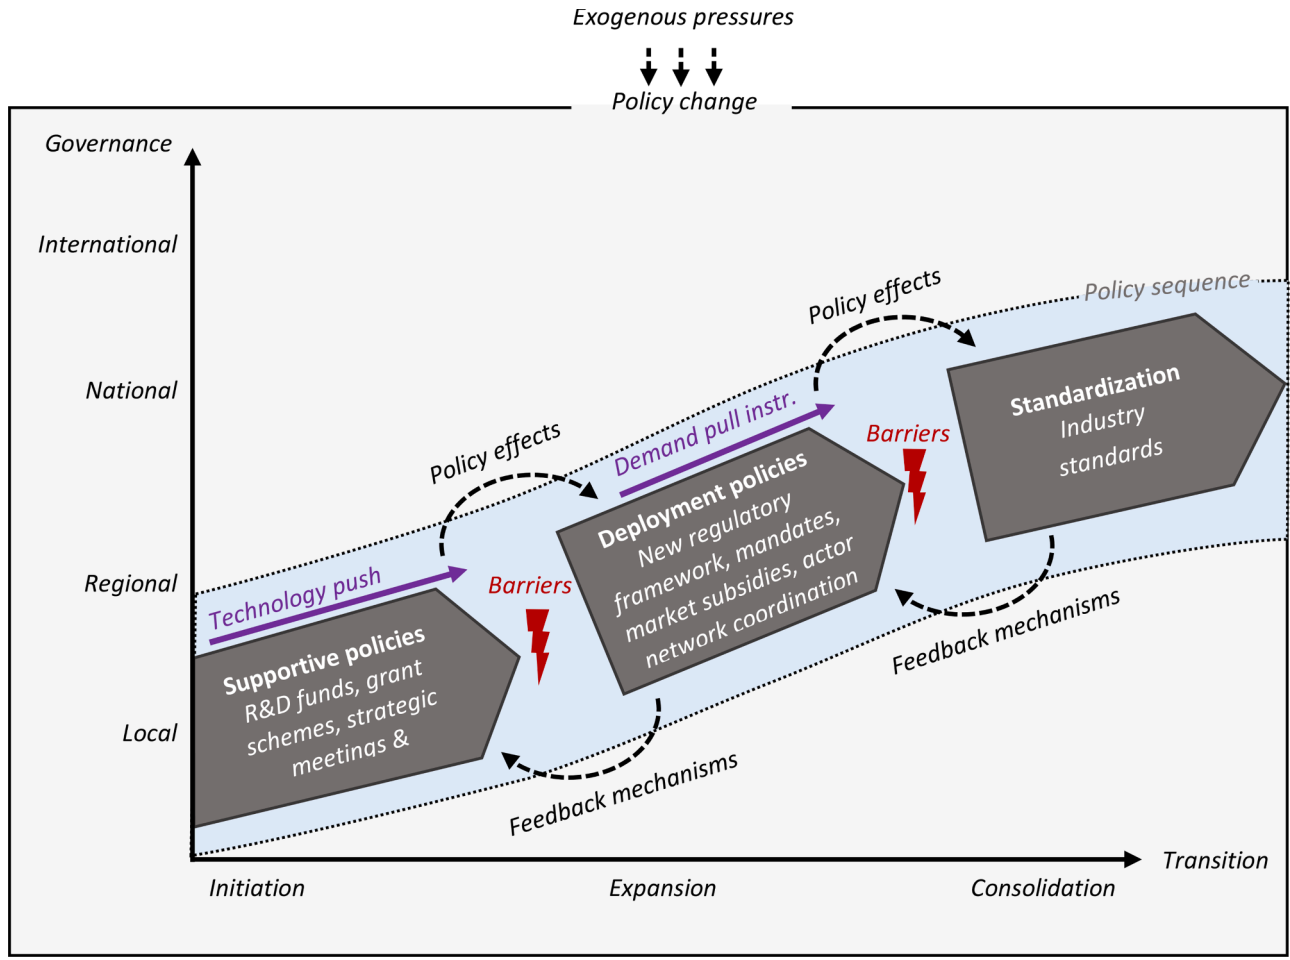 Exogenous pressures
Policy change
Governance
International
National
Regional
Local
Policy sequence
Policy effects
Standardization
Industry
standards
Demand pull instr.
Barriers
Policy effects
Deployment policies
New regulatory
framework, mandates,
market subsidies, actor
network coordination
Feedback mechanisms
Technology push
Barriers
Supportive policies
R&D funds, grant
schemes, strategic
meetings &
Feedback mechanisms
Transition
Initiation
Expansion
Consolidation